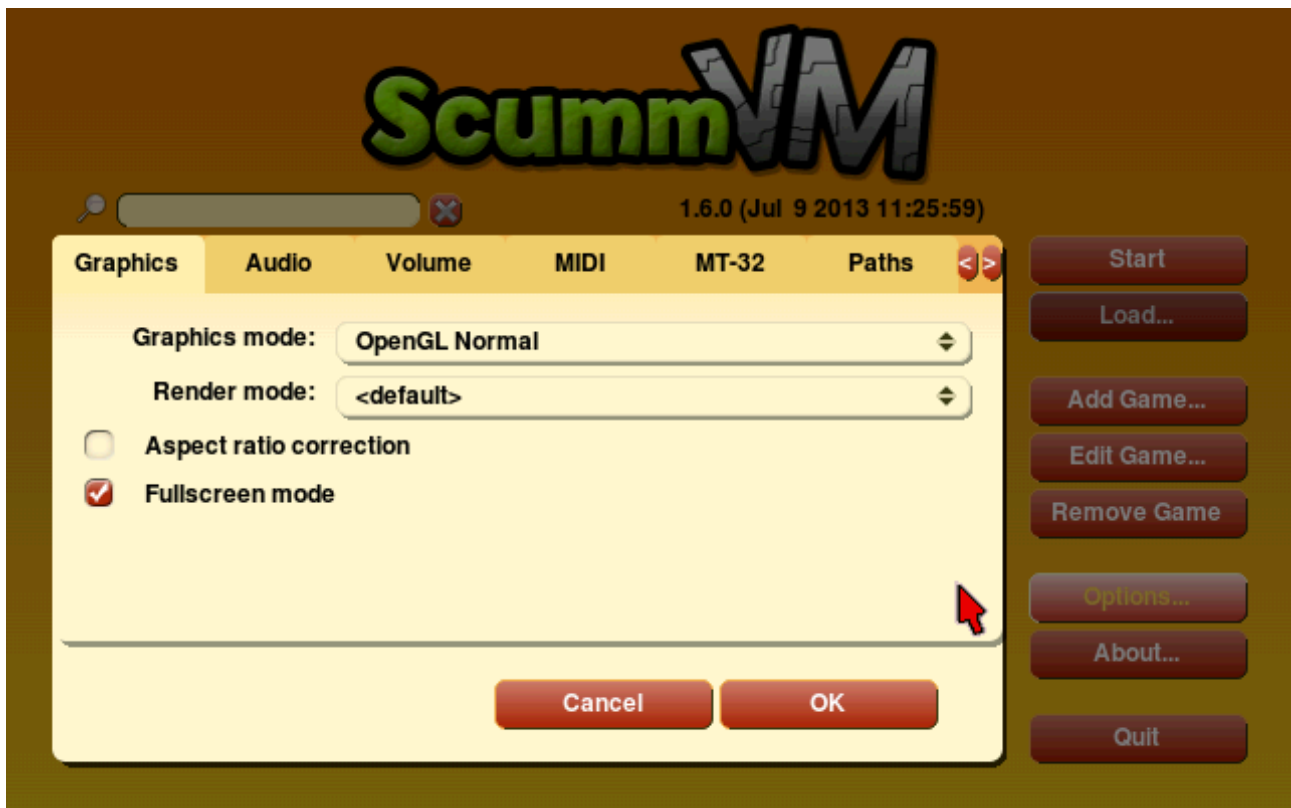 ScummVM
1.6.0 (Jul 9 2013 11:25:59)
Graphics Audio Volume MIDI MT-32 Paths < >
Graphics mode: OpenGL Normal
Render mode: <default>
Aspect ratio correction
Fullscreen mode
Cancel OK
Start
Load...
Add Game...
Edit Game...
Remove Game
Options...
About...
Quit